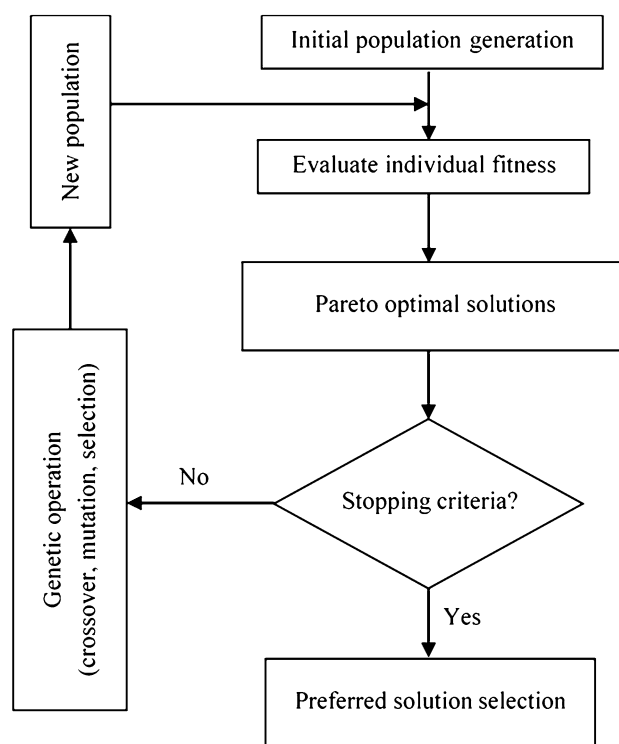 Initial population generation
New population
Evaluate individual fitness
Pareto optimal solutions
No
Stopping criteria?
Genetic operation
(crossover, mutation, selection)
Yes
Preferred solution selection